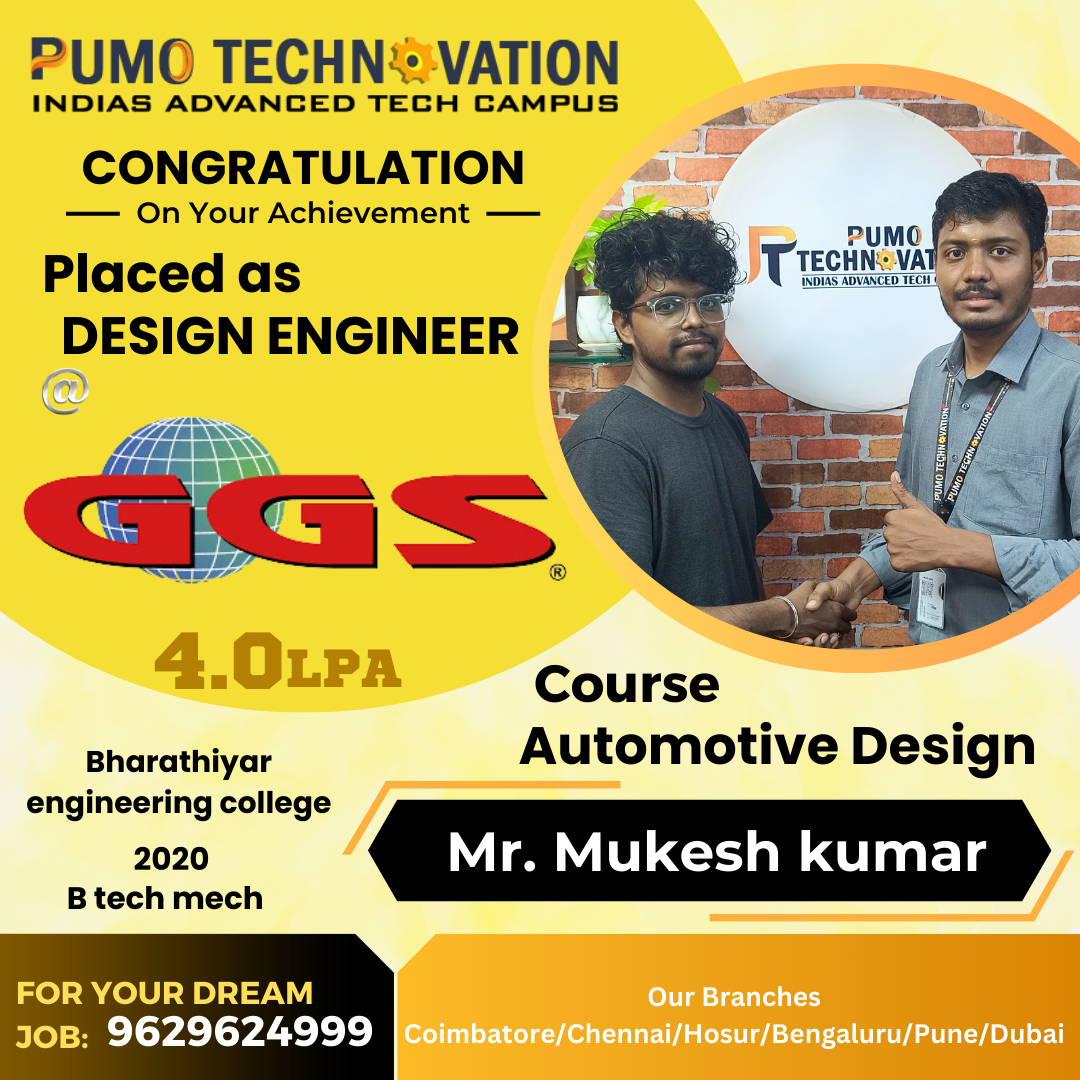 PUMO TECHNOVATION
INDIAS ADVANCED TECH CAMPUS
CONGRATULATION
On Your Achievement
Placed as
DESIGN ENGINEER
@
GGS®
4.0LPA
PT
PUMO
TECHNOVAT
INDIAS ADVANCED TECH
PUMO TECHNOVATION
PUMO TECHNOVATION
Course
Automotive Design
Bharathiyar
engineering college
2020
B tech mech
Mr. Mukesh kumar
FOR YOUR DREAM
JOB: 9629624999
Our Branches
Coimbatore/Chennai/Hosur/Bengaluru/Pune/Dubai